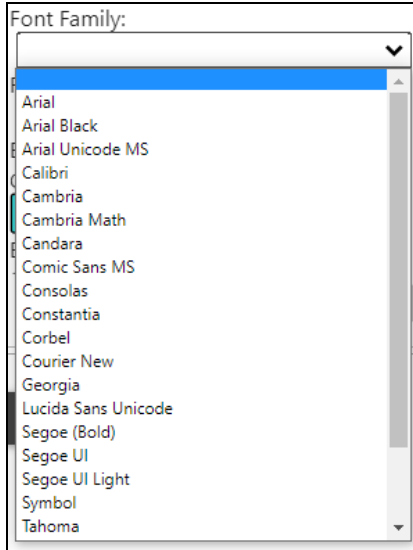 Font Family:
Arial
Arial Black
Arial Unicode MS
Calibri
Cambria
Cambria Math
Candara
Comic Sans MS
Consolas
Constantia
Corbel
Courier New
Georgia
Lucida Sans Unicode
Segoe (Bold)
Segoe UI
Segoe UI Light
Symbol
Tahoma